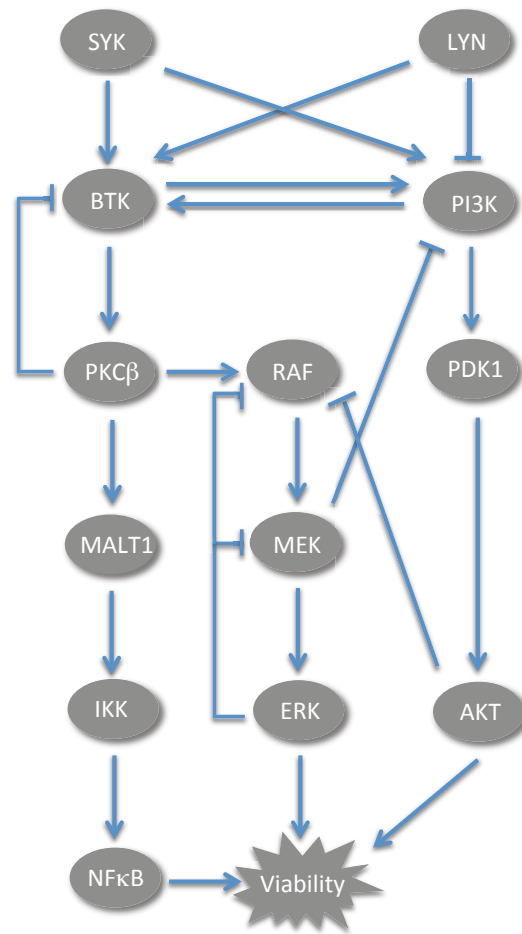 SYK
LYN
BTK
PI3K
PKCβ
RAF
PDK1
MALT1
MEK
IKK
ERK
AKT
NFκB
Viability